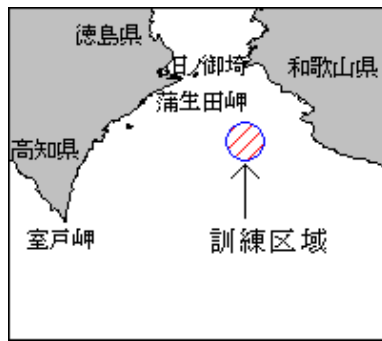 徳島県
日ノ御埼
和歌山県
蒲生田岬
高知県
室戸岬
訓練区域